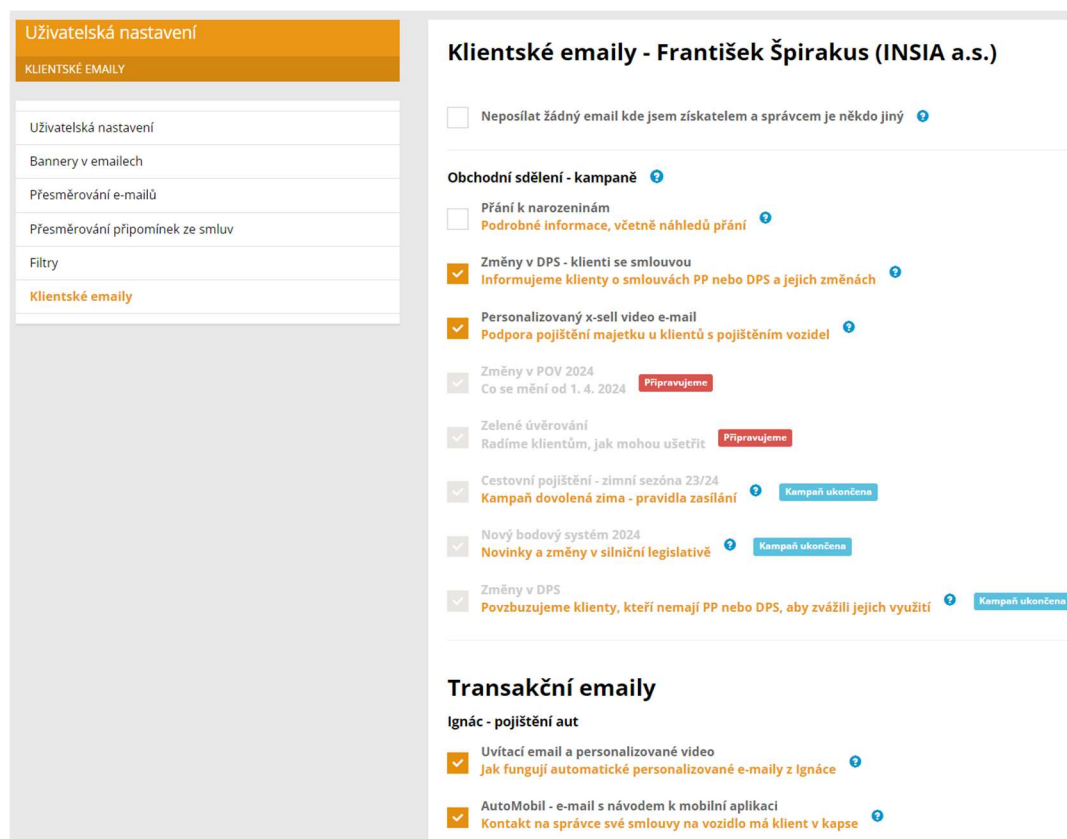 Uživatelská nastavení
KLIENTSKÉ EMAILY
Uživatelská nastavení
Bannery v emailech
Přesměrování e-mailů
Přesměrování připomínek ze smluv
Filtry
Klientské emaily
Klientské emaily - František Špirakus (INSIA a.s.)
Neposílat žádný email kde jsem získatelem a správcem je někdo jiný
Obchodní sdělení - kampaně
Přání k narozeninám
Podrobné informace, včetně náhledů přání
Změny v DPS - klienti se smlouvou
Informujeme klienty o smlouvách PP nebo DPS a jejich změnách
Personalizovaný x-sell video e-mail
Podpora pojištění majetku u klientů s pojištěním vozidel
Změny v POV 2024
Co se mění od 1. 4. 2024 Připravujeme
Zelené úvěrování
Radíme klientům, jak mohou ušetřit Připravujeme
Cestovní pojištění - zimní sezóna 23/24
Kampaň dovolená zima - pravidla zasílání Kampaň ukončena
Nový bodový systém 2024
Novinky a změny v silniční legislativě Kampaň ukončena
Změny v DPS
Povzbuzujeme klienty, kteří nemají PP nebo DPS, aby zvážili jejich využití Kampaň ukončena
Transakční emaily
Ignác - pojištění aut
Uvítací email a personalizované video
Jak fungují automatické personalizované e-maily z Ignáce
AutoMobil - e-mail s návodem k mobilní aplikaci
Kontakt na správce své smlouvy na vozidlo má klient v kapse